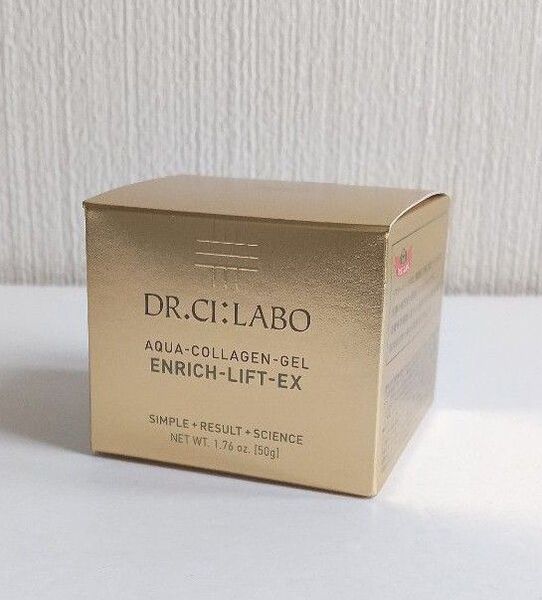 DR.CI:LABO
AQUA-COLLAGEN-GEL
ENRICH-LIFT-EX
SIMPLE + RESULT + SCIENCE
NET WT. 1.76 oz. [50g]